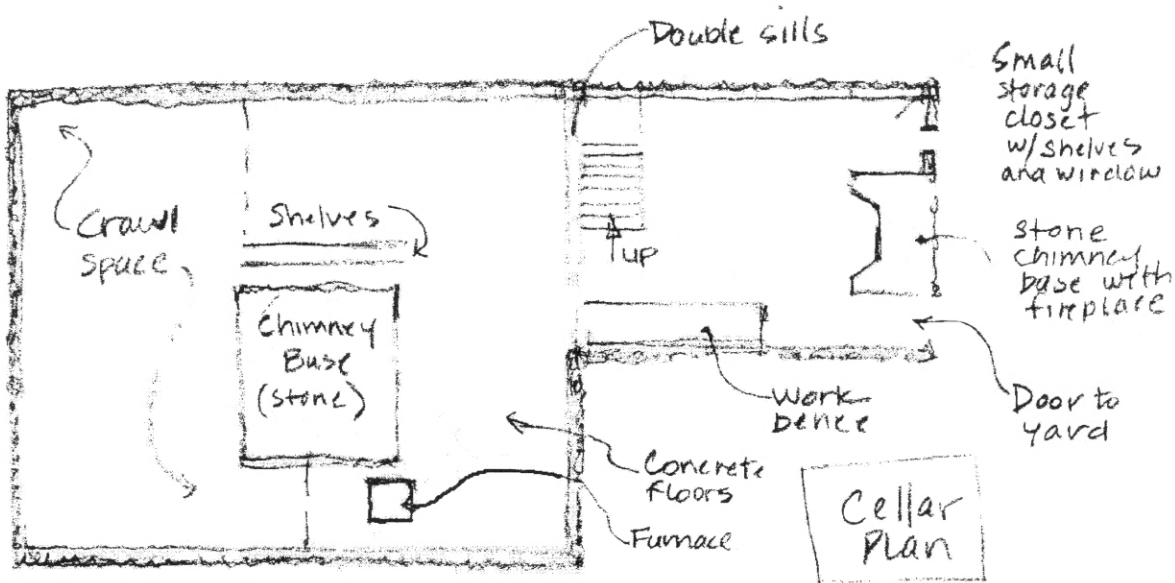 Double sills
Small
storage
closet
w/shelves
and window
Crawl
space
Shelves
up
stone
chimney
base with
fireplace
Chimney
Base
(stone)
Work
bence
Door to
yard
Concrete
floors
Furnace
Cellar
Plan